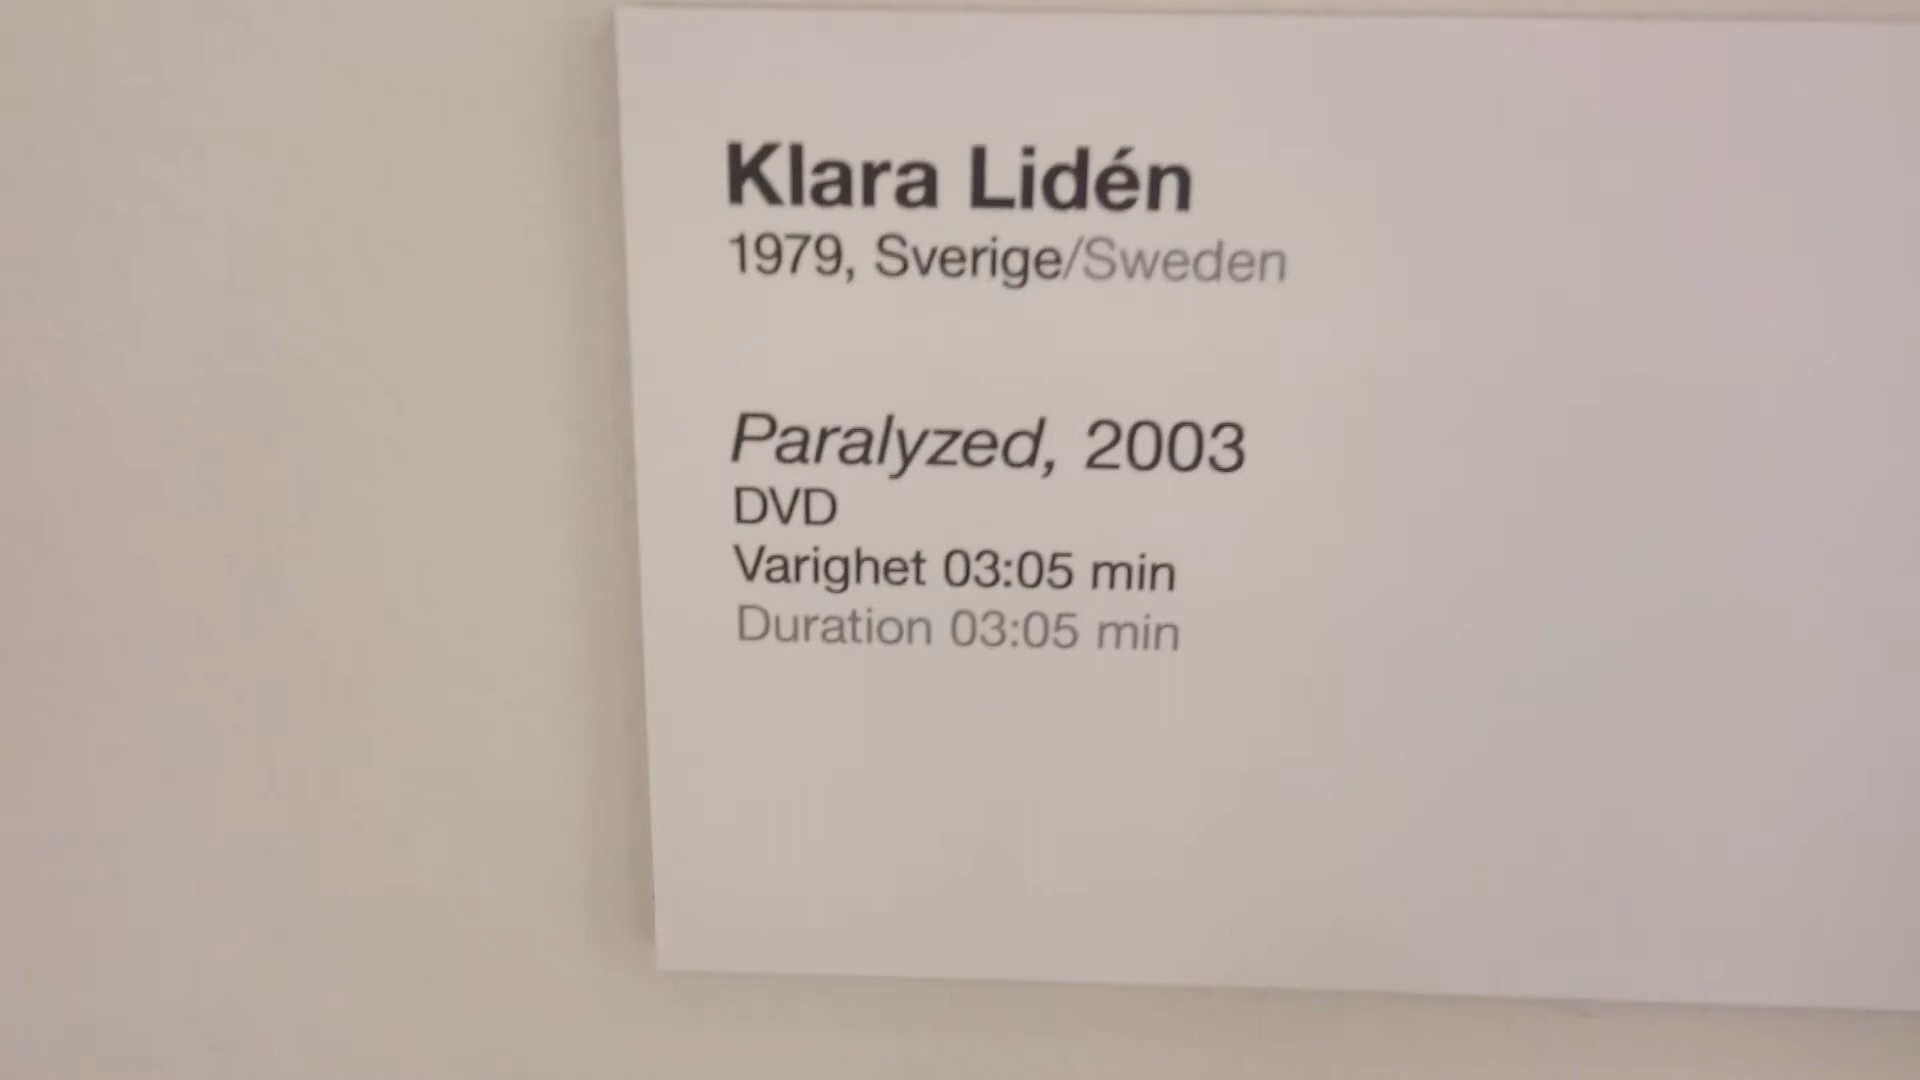 Klara Lidén
1979, Sverige/Sweden
Paralyzed, 2003
DVD
Varighet 03:05 min
Duration 03:05 min